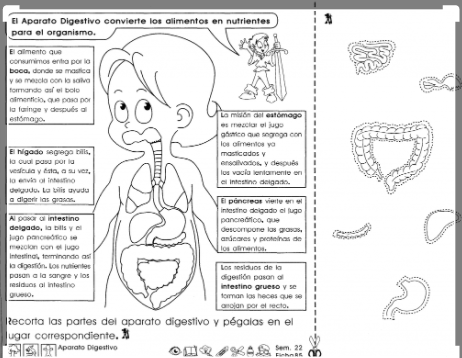 El Aparato Digestivo convierte los alimentos en nutrientes
para el organismo.
El alimento que
consumimos entra por la
boca, donde se mastica
y se mezcla con la saliva
formando así el bolo
alimenticio, que pasa por
la faringe y después al
estómago.
El hígado segrega bilis,
la cual pasa por la
vesícula y ésta, a su vez,
la envía al intestino
delgado. La bilis ayuda
a digerir las grasas.
Al pasar al intestino
delgado, la bilis y el
jugo pancreático se
mezclan con el jugo
intestinal, terminando así
la digestión. Los nutrientes
pasan a la sangre y los
residuos al intestino
grueso.
La misión del estómago
es mezclar el jugo
gástrico que segrega con
los alimentos ya
masticados y
ensalivados, y después
los vacía lentamente en
el intestino delgado.
El páncreas vierte en el
intestino delgado el jugo
pancreático, que
descompone las grasas,
azúcares y proteínas de
los alimentos.
Los residuos de la
digestión pasan al
intestino grueso y se
forman las heces que se
arrojan por el recto.
Recorta las partes del aparato digestivo y pégalas en el
lugar correspondiente.
Aparato Digestivo
Sem. 22
Ficha 85